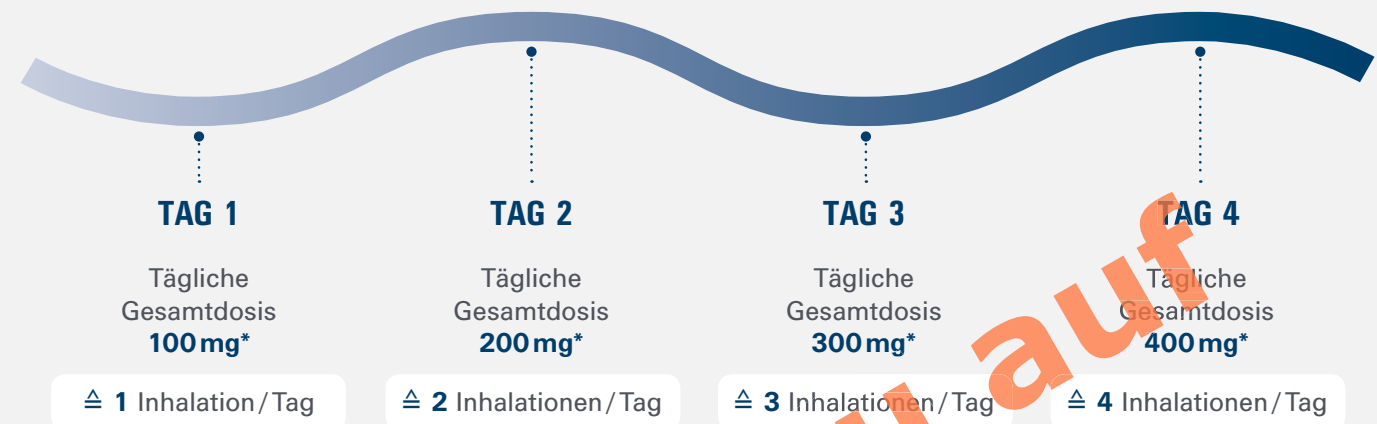 TAG 1
Tägliche
Gesamtdosis
100 mg*
≙ 1 Inhalation / Tag
TAG 2
Tägliche
Gesamtdosis
200 mg*
≙ 2 Inhalationen / Tag
TAG 3
Tägliche
Gesamtdosis
300 mg*
≙ 3 Inhalationen / Tag
TAG 4
Tägliche
Gesamtdosis
400 mg*
≙ 4 Inhalationen / Tag
auf